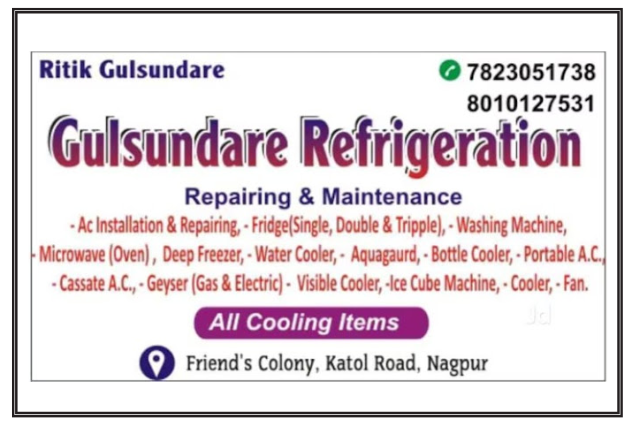 Ritik Gulsundare
7823051738
8010127531
Gulsundare Refrigeration
Repairing & Maintenance
- Ac Installation & Repairing, - Fridge(Single, Double & Tripple), - Washing Machine,
- Microwave (Oven) , Deep Freezer, - Water Cooler, - Aquagaurd, - Bottle Cooler, - Portable A.C.,
- Cassate A.C., - Geyser (Gas & Electric) - Visible Cooler, -Ice Cube Machine, - Cooler, - Fan.
All Cooling Items
Jd
Friend's Colony, Katol Road, Nagpur